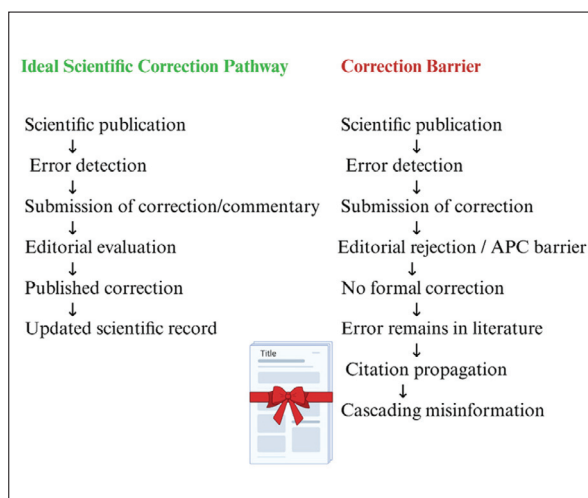 Ideal Scientific Correction Pathway
Scientific publication
↓
Error detection
↓
Submission of correction/commentary
↓
Editorial evaluation
↓
Published correction
↓
Updated scientific record
Correction Barrier
Scientific publication
↓
Error detection
↓
Submission of correction
↓
Editorial rejection / APC barrier
↓
No formal correction
↓
Error remains in literature
↓
Citation propagation
↓
Cascading misinformation
Title